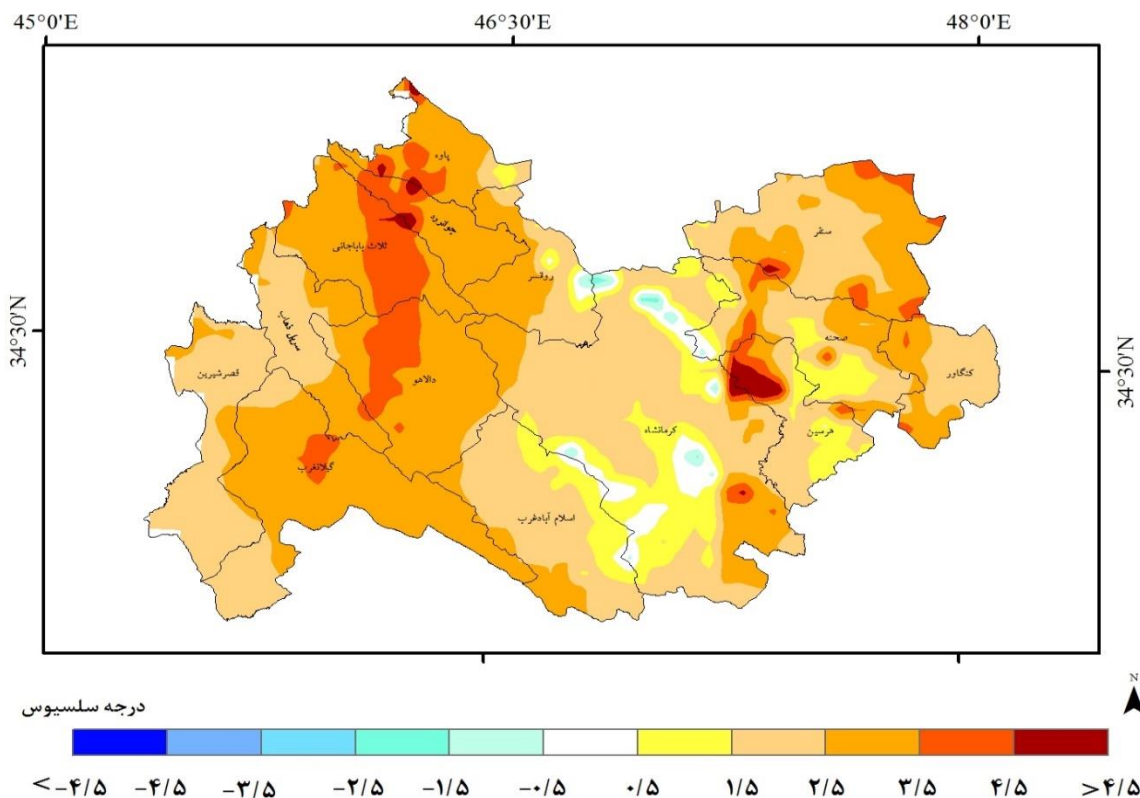 45°0'E 46°30'E 48°0'E
پاوه
جوانرود
ثلاث باباجانی
روانسر
سنقر
34°30'N
سرپل ذهاب
صحنه
کنگاور
34°30'N
قصرشیرین
دالاهو
کرمانشاه
هرسین
گیلانغرب
اسلام آبادغرب
N
درجه سلسیوس
<-۴/۵ -۴/۵ -۳/۵ -۲/۵ -۱/۵ -۰/۵ ۰/۵ ۱/۵ ۲/۵ ۳/۵ ۴/۵ >۴/۵